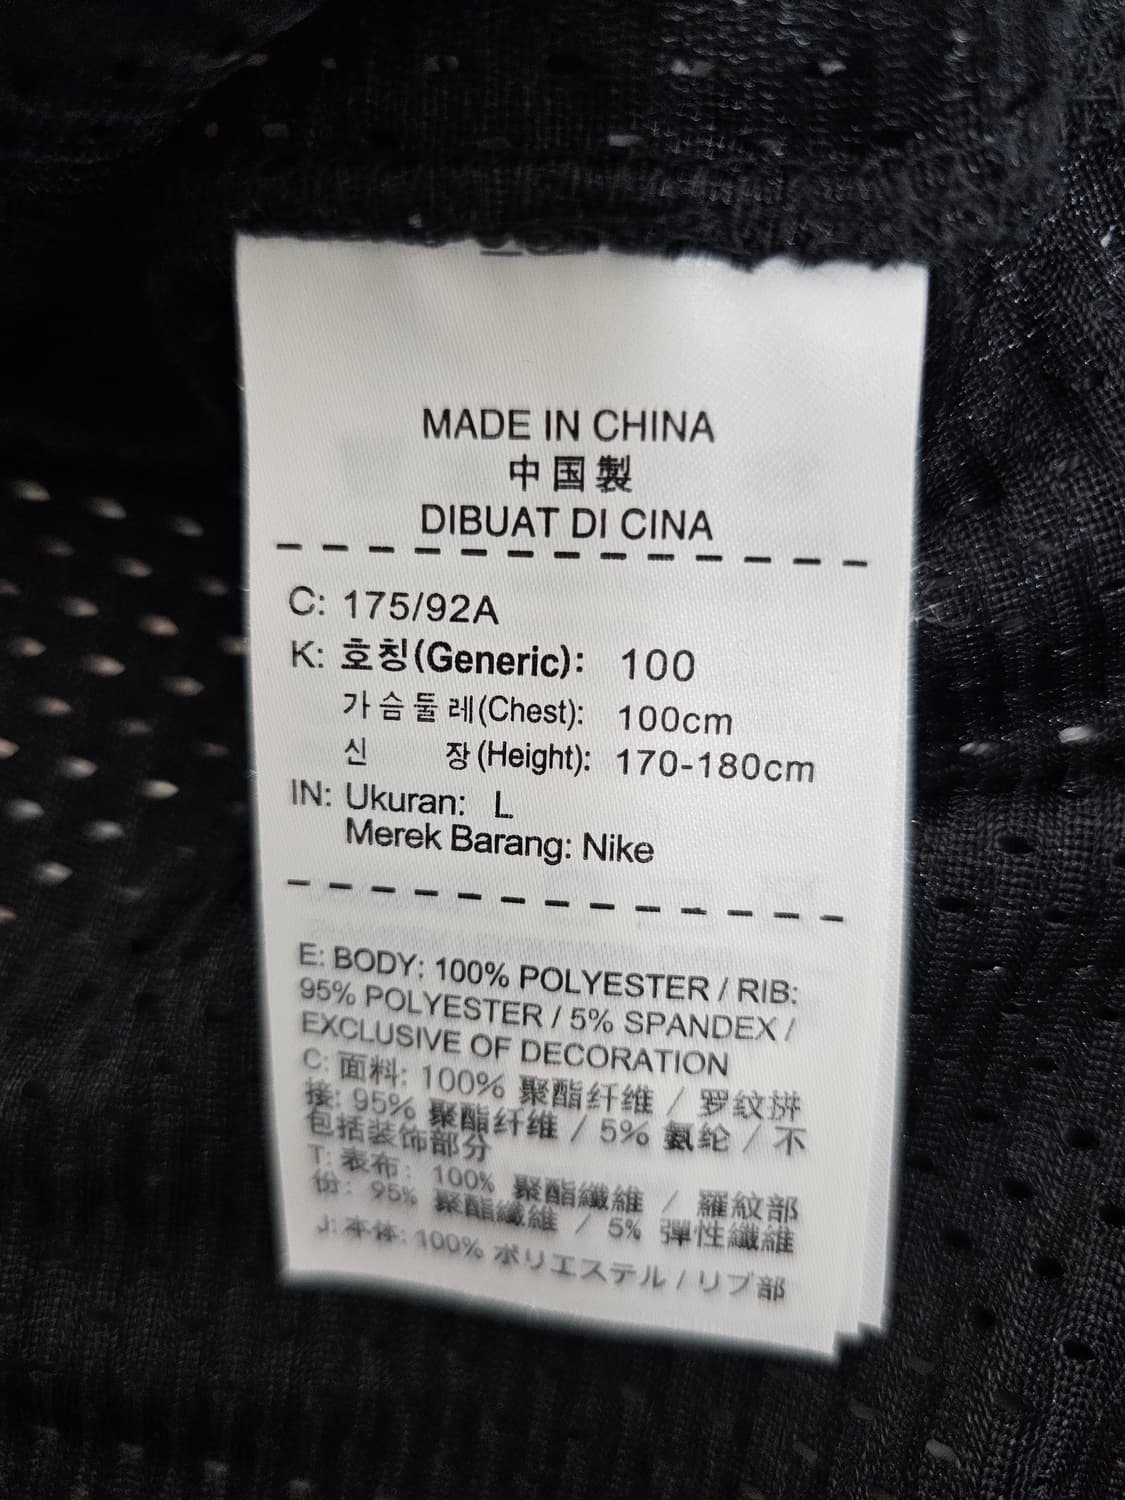 MADE IN CHINA
中国製
DIBUAT DI CINA
C: 175/92A
K: 호칭(Generic): 100
가슴둘레(Chest): 100cm
신 장(Height): 170-180cm
IN: Ukuran: L
Merek Barang: Nike
E: BODY: 100% POLYESTER / RIB:
95% POLYESTER / 5% SPANDEX /
EXCLUSIVE OF DECORATION
C: 面料: 100% 聚酯纤维 / 罗纹拼
接: 95% 聚酯纤维 / 5% 氨纶 / 不
包括装饰部分
T: 表布: 100% 聚酯纖維 / 羅紋部
份: 95% 聚酯纖維 / 5% 彈性纖維
J: 本体: 100% ポリエステル / リブ部